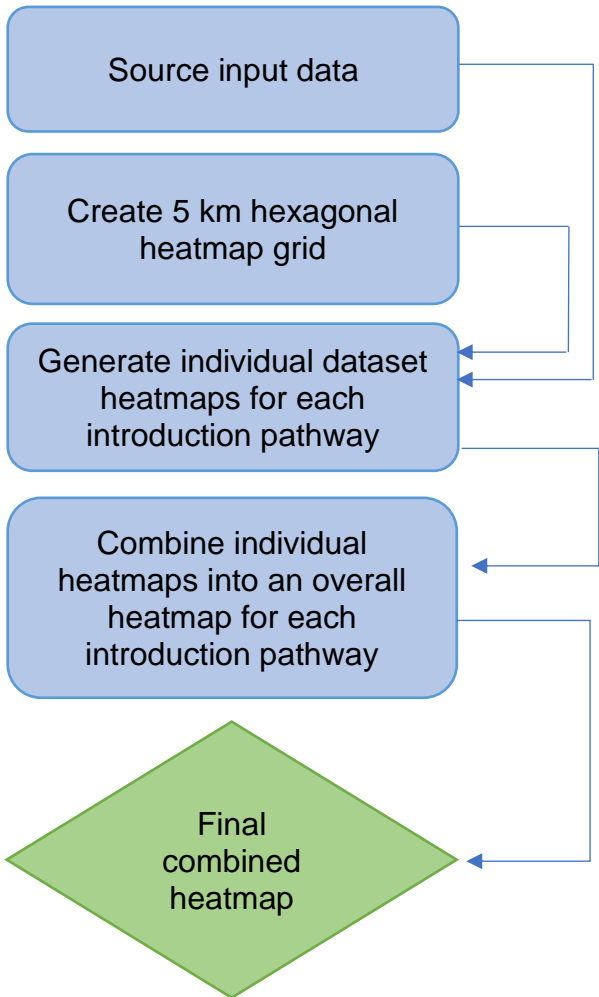 Source input data
Create 5 km hexagonal
heatmap grid
Generate individual dataset
heatmaps for each
introduction pathway
Combine individual
heatmaps into an overall
heatmap for each
introduction pathway
Final
combined
heatmap